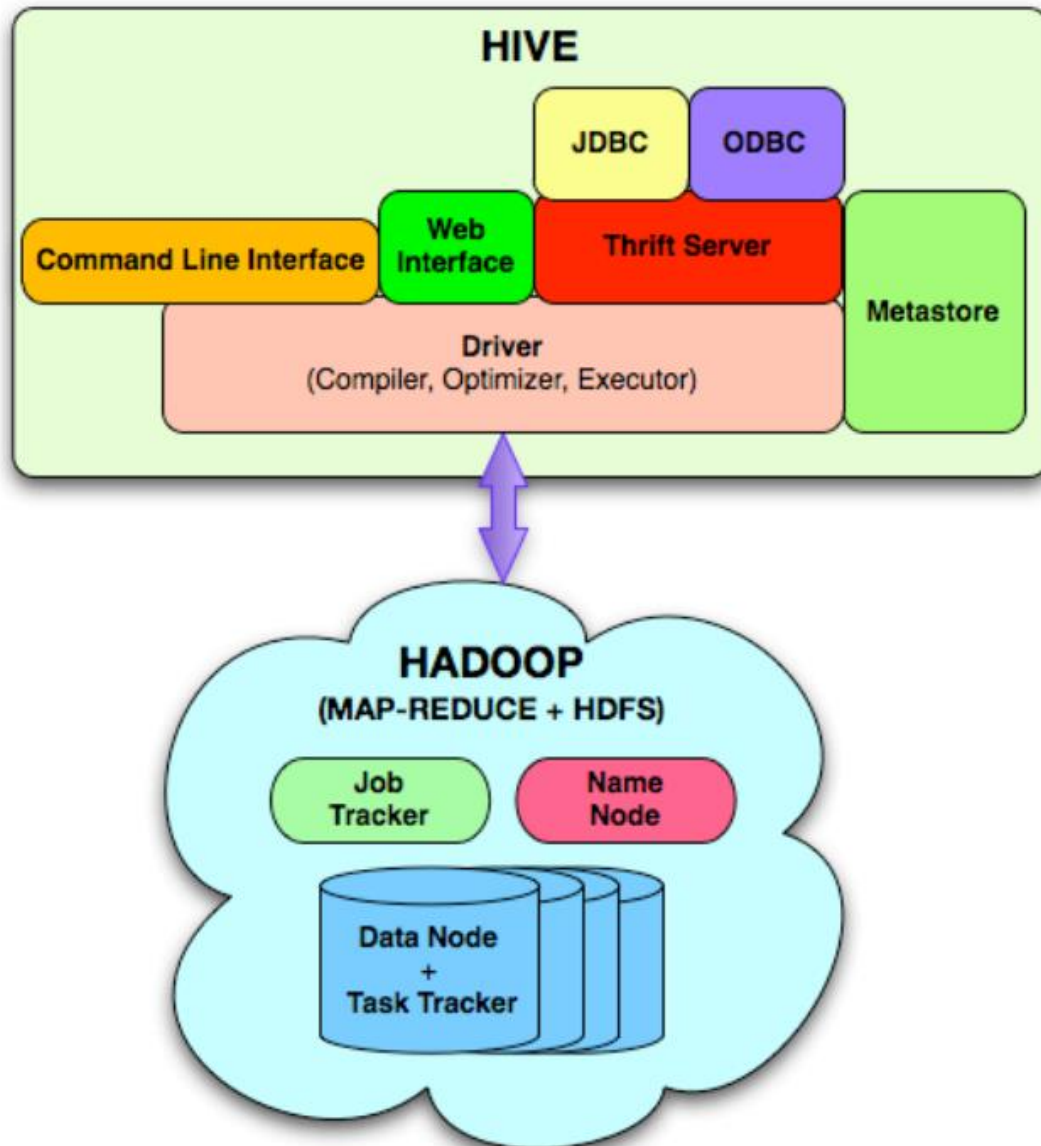 HIVE
JDBC
ODBC
Command Line Interface
Web
Interface
Thrift Server
Metastore
Driver
(Compiler, Optimizer, Executor)
HADOOP
(MAP-REDUCE + HDFS)
Job
Tracker
Name
Node
Data Node
+
Task Tracker